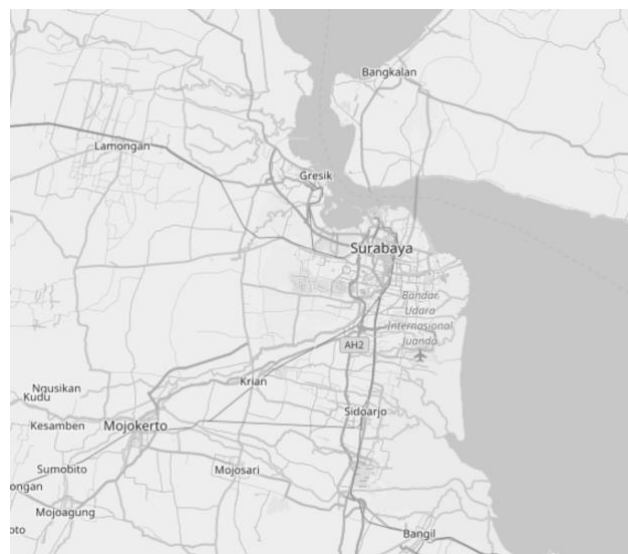 Bangkalan
Lamongan
Gresik
Surabaya
Bandar
Udara
Internasional
Juanda
AH2
Krian
Ngusikan
Kudu
Kesamben
Mojokerto
Sidoarjo
Sumobito
Mojosari
ongan
Mojoagung
oto
Bangil